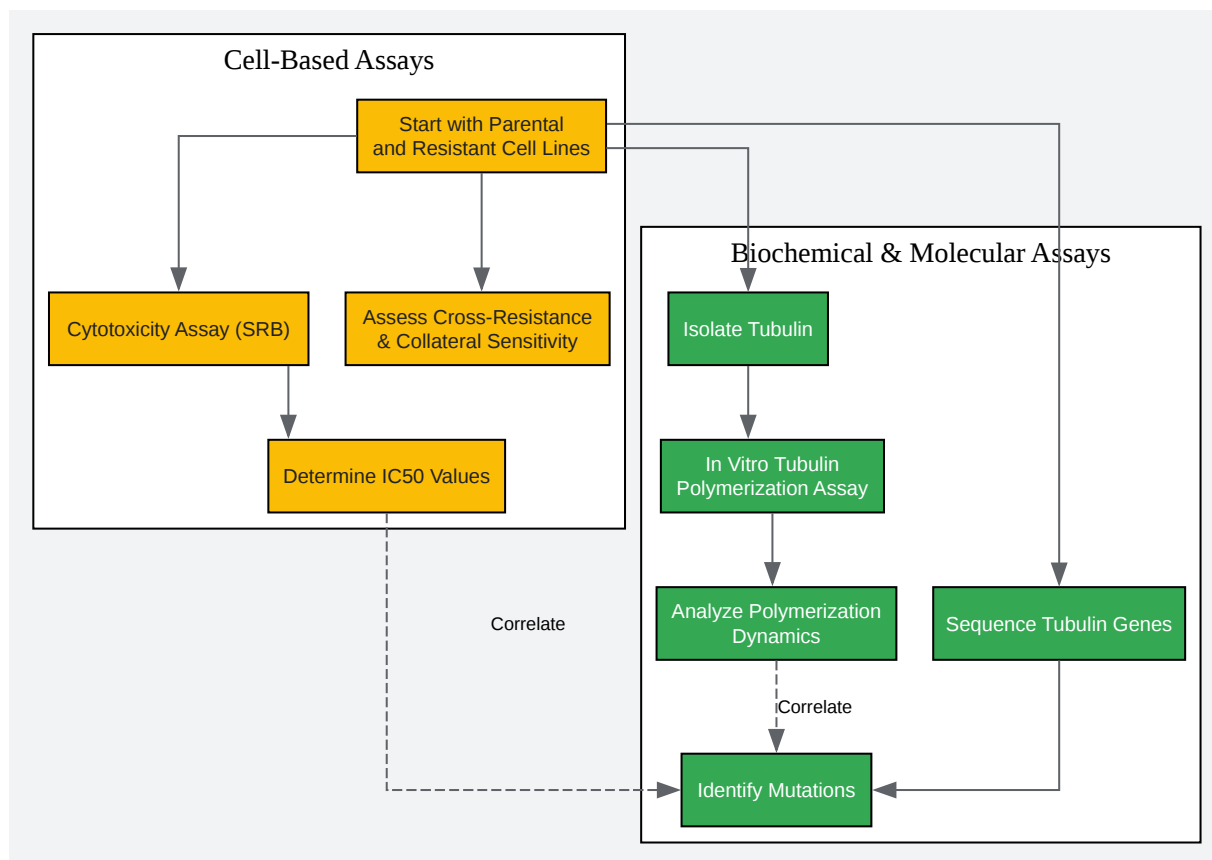 Cell-Based Assays
Start with Parental
and Resistant Cell Lines
Cytotoxicity Assay (SRB)
Assess Cross-Resistance
& Collateral Sensitivity
Determine IC50 Values
Biochemical & Molecular Assays
Isolate Tubulin
In Vitro Tubulin
Polymerization Assay
Analyze Polymerization
Dynamics
Sequence Tubulin Genes
Correlate
Correlate
Identify Mutations